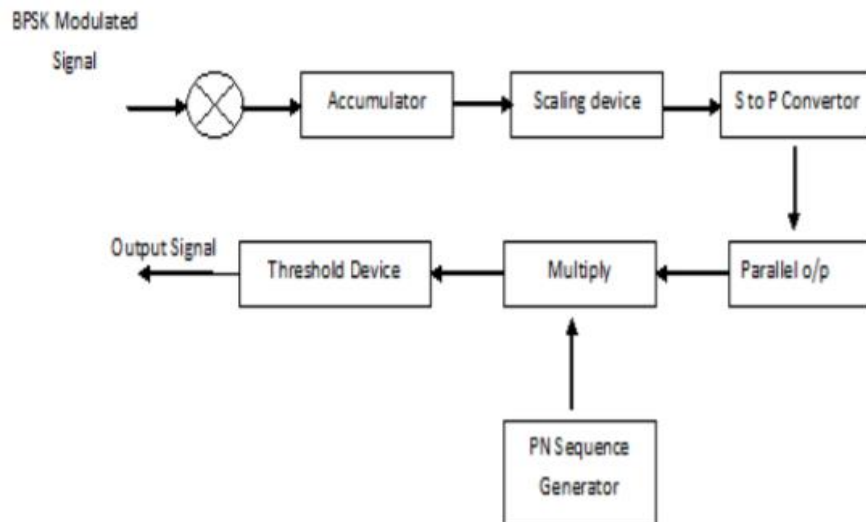 BPSK Modulated
Signal
Accumulator
Scaling device
S to P Convertor
Output Signal
Threshold Device
Multiply
Parallel o/p
PN Sequence
Generator